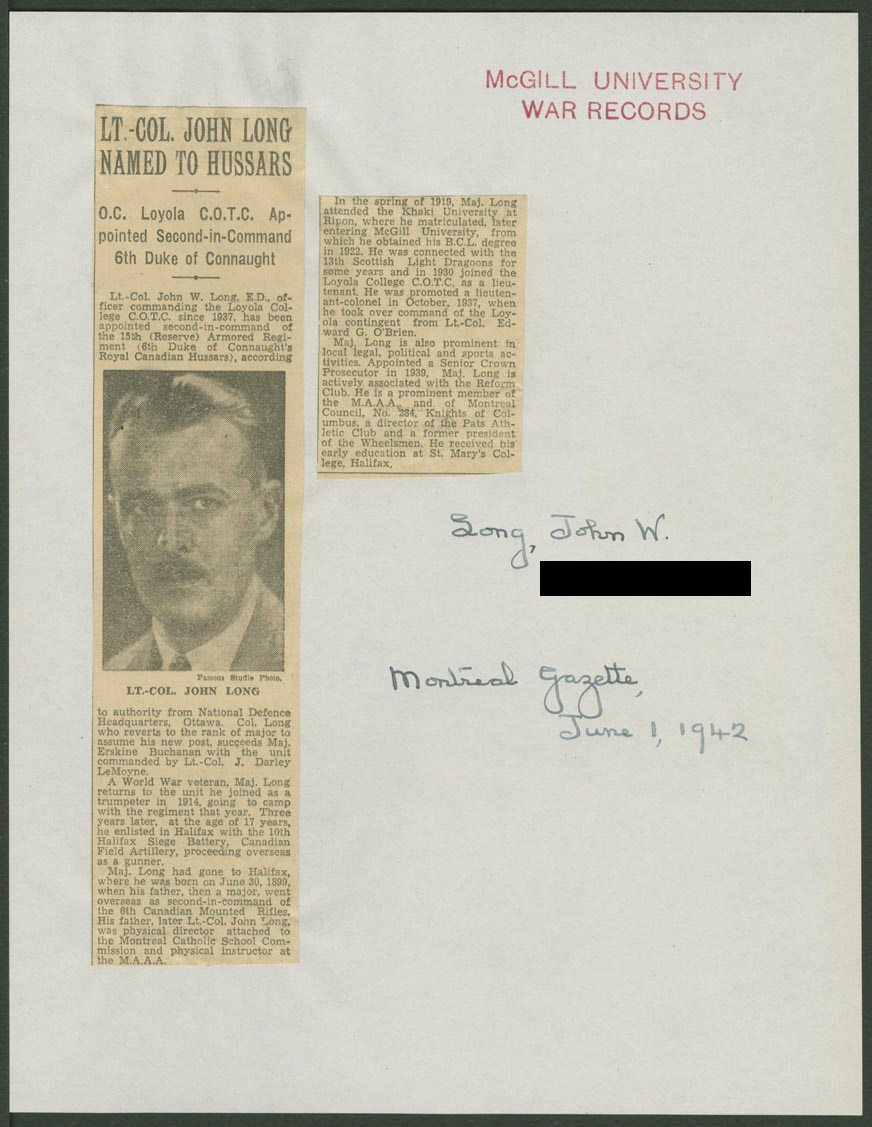 McGILL UNIVERSITY
WAR RECORDS
LT.-COL. JOHN LONG
NAMED TO HUSSARS
O.C. Loyola C.O.T.C. Ap-
pointed Second-in-Command
6th Duke of Connaught
Lt.-Col. John W. Long, E.D., of-
ficer commanding the Loyola Col-
lege C.O.T.C. since 1937, has been
appointed second-in-command of
the 15th (Reserve) Armored Regi-
ment (6th Duke of Connaught's
Royal Canadian Hussars), according
Famous Studio Photo.
LT.-COL. JOHN LONG
to authority from National Defence
Headquarters, Ottawa. Col. Long
who reverts to the rank of major to
assume his new post, succeeds Maj.
Erskine Buchanan with the unit
commanded by Lt.-Col. J. Darley
LeMoyne.
A World War veteran, Maj. Long
returns to the unit he joined as a
trumpeter in 1914, going to camp
with the regiment that year. Three
years later, at the age of 17 years,
he enlisted in Halifax with the 10th
Halifax Siege Battery, Canadian
Field Artillery, proceeding overseas
as a gunner.
Maj. Long had gone to Halifax,
where he was born on June 30, 1899,
when his father, then a major, went
overseas as second-in-command of
the 6th Canadian Mounted Rifles.
His father, later Lt.-Col. John Long,
was physical director attached to
the Montreal Catholic School Com-
mission and physical instructor at
the M.A.A.A.
In the spring of 1919, Maj. Long
attended the Khaki University at
Ripon, where he matriculated, later
entering McGill University, from
which he obtained his B.C.L. degree
in 1922. He was connected with the
13th Scottish Light Dragoons for
some years and in 1930 joined the
Loyola College C.O.T.C. as a lieu-
tenant. He was promoted a lieuten-
ant-colonel in October, 1937, when
he took over command of the Loy-
ola contingent from Lt.-Col. Ed-
ward G. O'Brien.
Maj. Long is also prominent in
local legal, political and sports ac-
tivities. Appointed a Senior Crown
Prosecutor in 1939, Maj. Long is
actively associated with the Reform
Club. He is a prominent member of
the M.A.A.A., and of Montreal
Council, No. 284, Knights of Col-
umbus, a director of the Pats Ath-
letic Club and a former president
of the Wheelsmen. He received his
early education at St. Mary's Col-
lege, Halifax.
Long, John W.
Montreal Gazette,
June 1, 1942